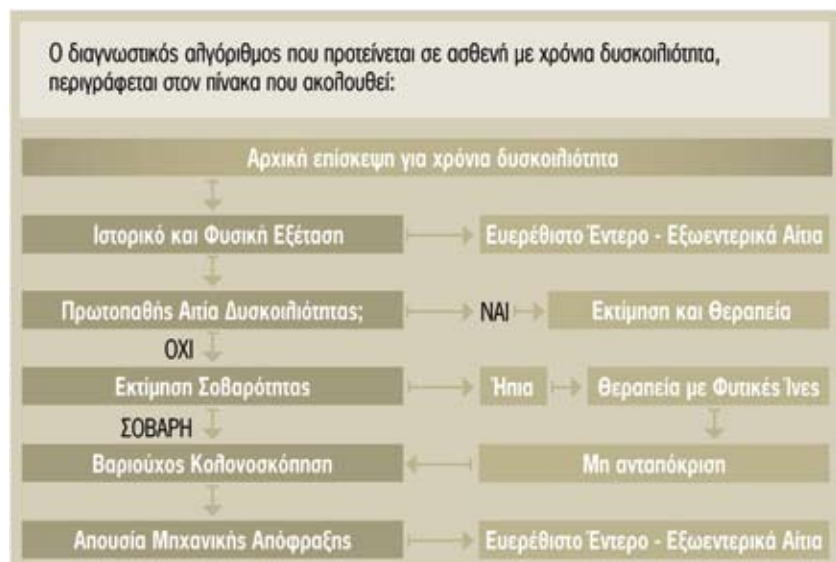 Ο διαγνωστικός αλγόριθμος που προτείνεται σε ασθενή με χρόνια δυσκοιλιότητα,
περιγράφεται στον πίνακα που ακολουθεί:
Αρχική επίσκεψη για χρόνια δυσκοιλιότητα
Ιστορικό και Φυσική Εξέταση
Ευερέθιστο Έντερο - Εξωεντερικά Αίτια
Πρωτοπαθής Αιτία Δυσκοιλιότητας;
ΝΑΙ
Εκτίμηση και Θεραπεία
ΟΧΙ
Εκτίμηση Σοβαρότητας
Ήπια
Θεραπεία με Φυτικές Ίνες
ΣΟΒΑΡΗ
Βαριούχος Κολονοσκόπηση
Μη ανταπόκριση
Απουσία Μηχανικής Απόφραξης
Ευερέθιστο Έντερο - Εξωεντερικά Αίτια